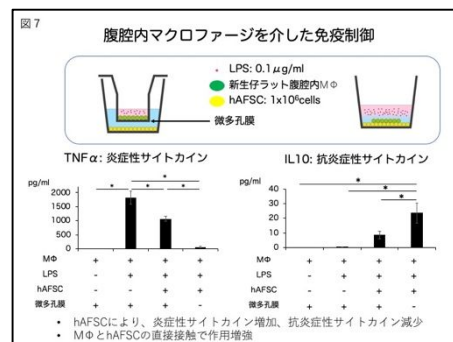 図 7
腹腔内マクロファージを介した免疫制御
LPS: 0.1μg/ml
新生仔ラット腹腔内MΦ
hAFSC: 1x10⁶cells
微多孔膜
TNFα: 炎症性サイトカイン
pg/ml
2000
1500
1000
500
0
* * *
*
MΦ + + + +
LPS - + + +
hAFSC - - + +
微多孔膜 + + + -
IL10: 抗炎症性サイトカイン
pg/ml
40
30
20
10
0
*
*
*
MΦ + + + +
LPS - + + +
hAFSC - - + +
微多孔膜 + + + -
• hAFSCにより、炎症性サイトカイン増加、抗炎症性サイトカイン減少
• MΦとhAFSCの直接接触で作用増強